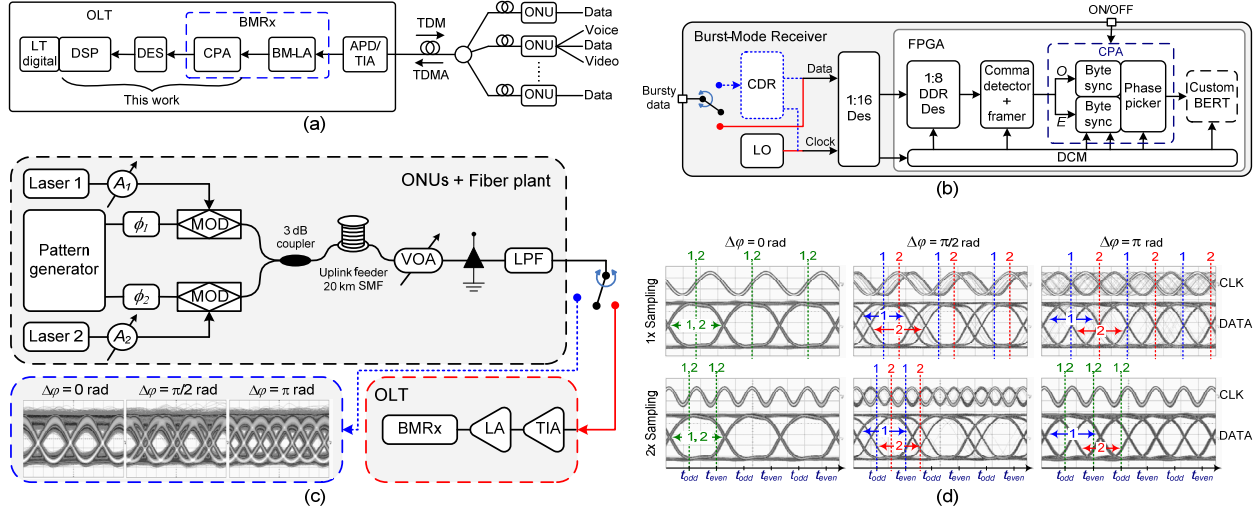 OLT
BMRx
LT
digital
DSP
DES
CPA
BM-LA
APD/
TIA
This work
TDM
TDMA
ONU
Data
ONU
Voice
Data
Video
ONU
Data
(a)
ON/OFF
Burst-Mode Receiver
FPGA
CPA
Bursty
data
CDR
Data
LO
Clock
1:16
Des
1:8
DDR
Des
Comma
detector
+
framer
O
E
Byte
sync
Byte
sync
Phase
picker
Custom
BERT
DCM
(b)
ONUs + Fiber plant
Laser 1
A1
Pattern
generator
ϕ1
MOD
ϕ2
MOD
Laser 2
A2
3 dB
coupler
Uplink feeder
20 km SMF
VOA
LPF
Δφ = 0 rad
Δφ = π/2 rad
Δφ = π rad
OLT
BMRx
LA
TIA
(c)
Δφ = 0 rad
Δφ = π/2 rad
Δφ = π rad
1,2 1,2 1,2
1 2 1 2 1 2
1 2 1 2 1 2
1x Sampling
CLK
DATA
1, 2
1
2
1
2
1,2 1,2
1 2 1 2
1,2 1,2 1,2
2x Sampling
CLK
DATA
1, 2
1
2
1
2
todd teven todd todd
todd teven todd todd
todd teven todd todd
(d)